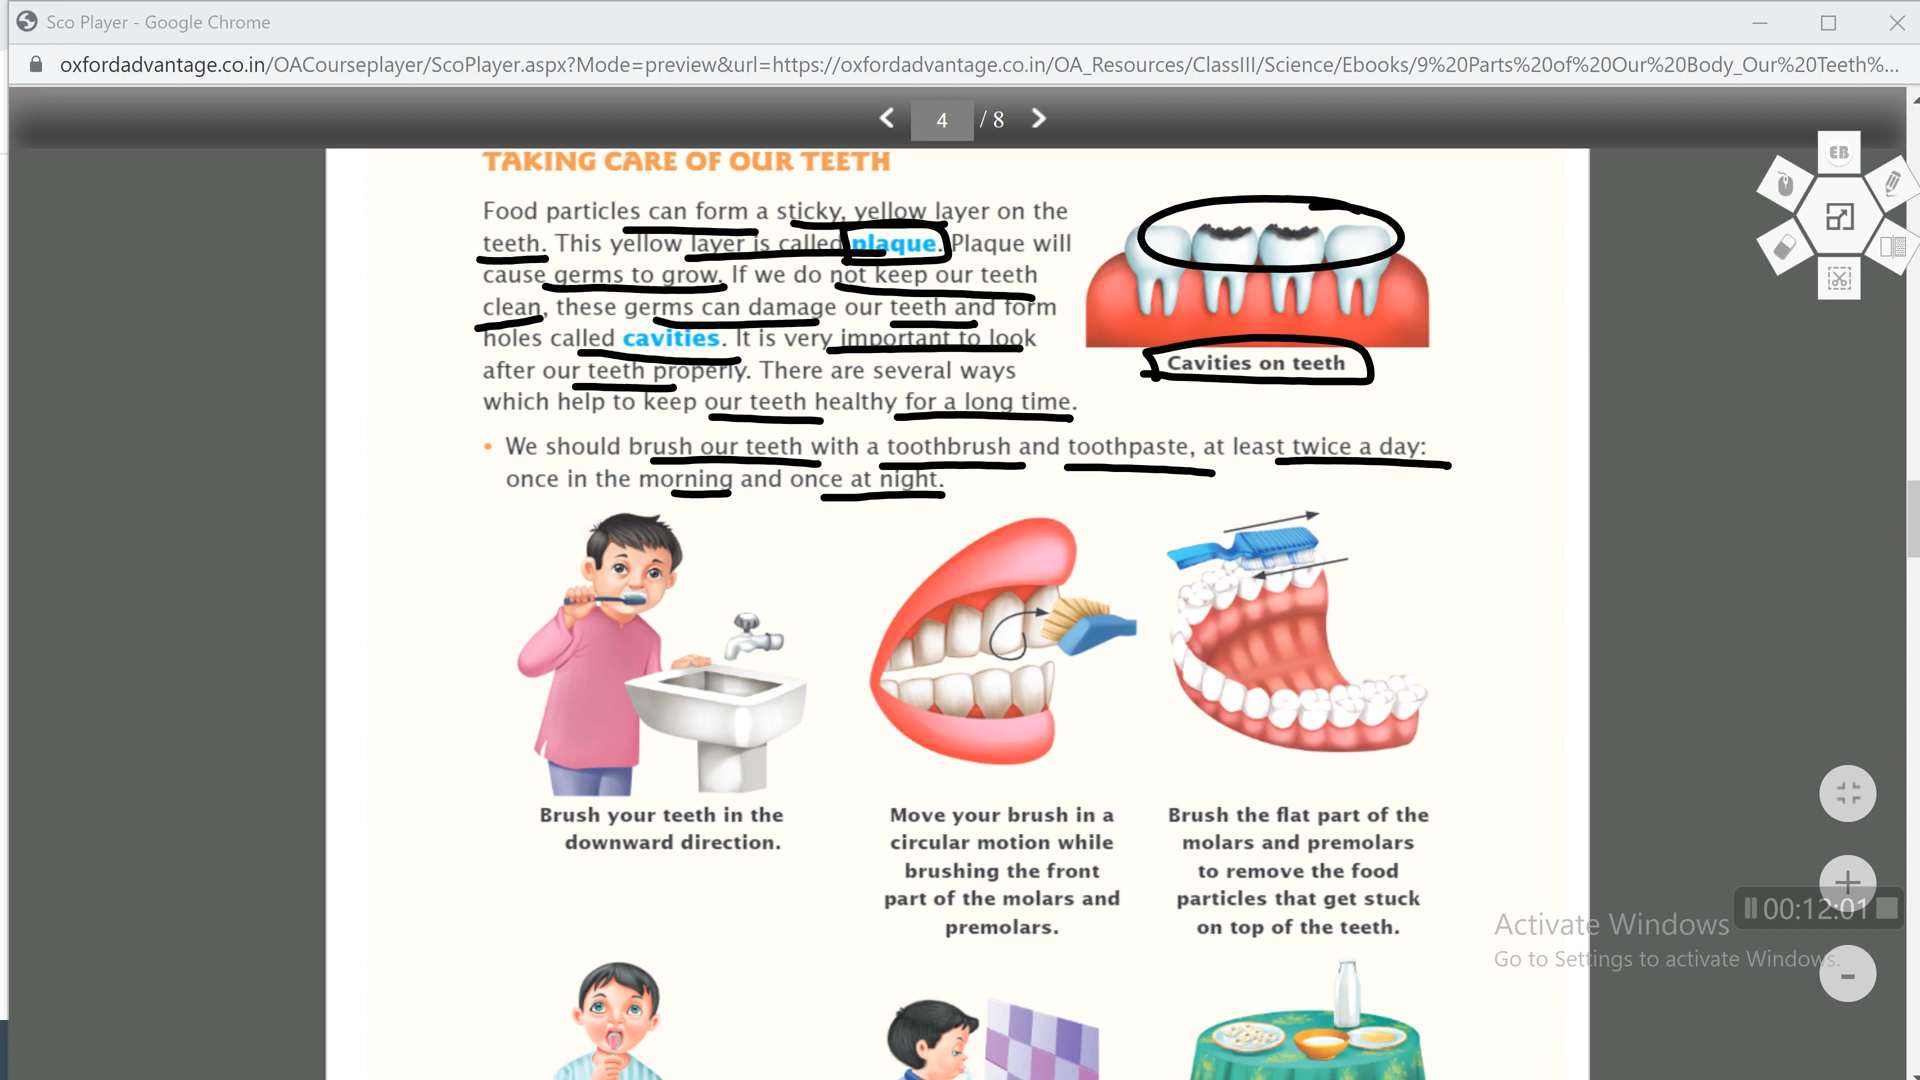 Sco Player - Google Chrome
oxfordadvantage.co.in/OACourseplayer/ScoPlayer.aspx?Mode=preview&url=https://oxfordadvantage.co.in/OA_Resources/ClassIII/Science/Ebooks/9%20Parts%20of%20Our%20Body_Our%20Teeth%...
4 / 8
EB
TAKING CARE OF OUR TEETH
Food particles can form a sticky, yellow layer on the
teeth. This yellow layer is called plaque. Plaque will
cause germs to grow. If we do not keep our teeth
clean, these germs can damage our teeth and form
holes called cavities. It is very important to look
after our teeth properly. There are several ways
which help to keep our teeth healthy for a long time.
Cavities on teeth
• We should brush our teeth with a toothbrush and toothpaste, at least twice a day:
once in the morning and once at night.
Brush your teeth in the
downward direction.
Move your brush in a
circular motion while
brushing the front
part of the molars and
premolars.
Brush the flat part of the
molars and premolars
to remove the food
particles that get stuck
on top of the teeth.
00:12:01
Activate Windows
Go to Settings to activate Windows.